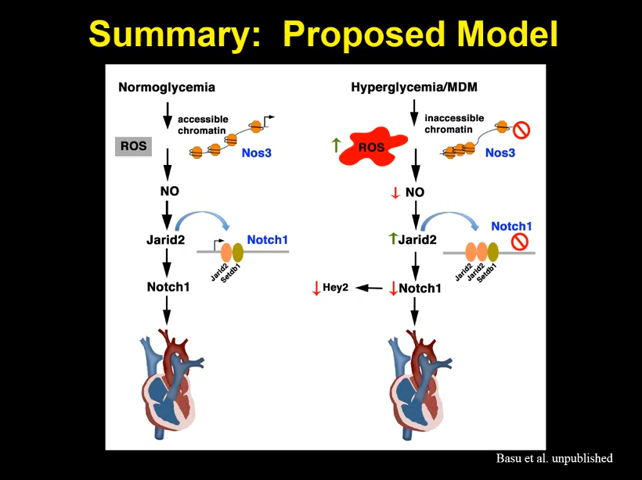 Summary:  Proposed Model
Normoglycemia
accessible
chromatin
ROS
Nos3
NO
Jarid2
Notch1
Jarid2
Setdb1
Notch1
Hyperglycemia/MDM
inaccessible
chromatin
ROS
Nos3
NO
Notch1
Jarid2
Jarid2
Jarid2
Setdb1
Hey2
Notch1
Basu et al. unpublished